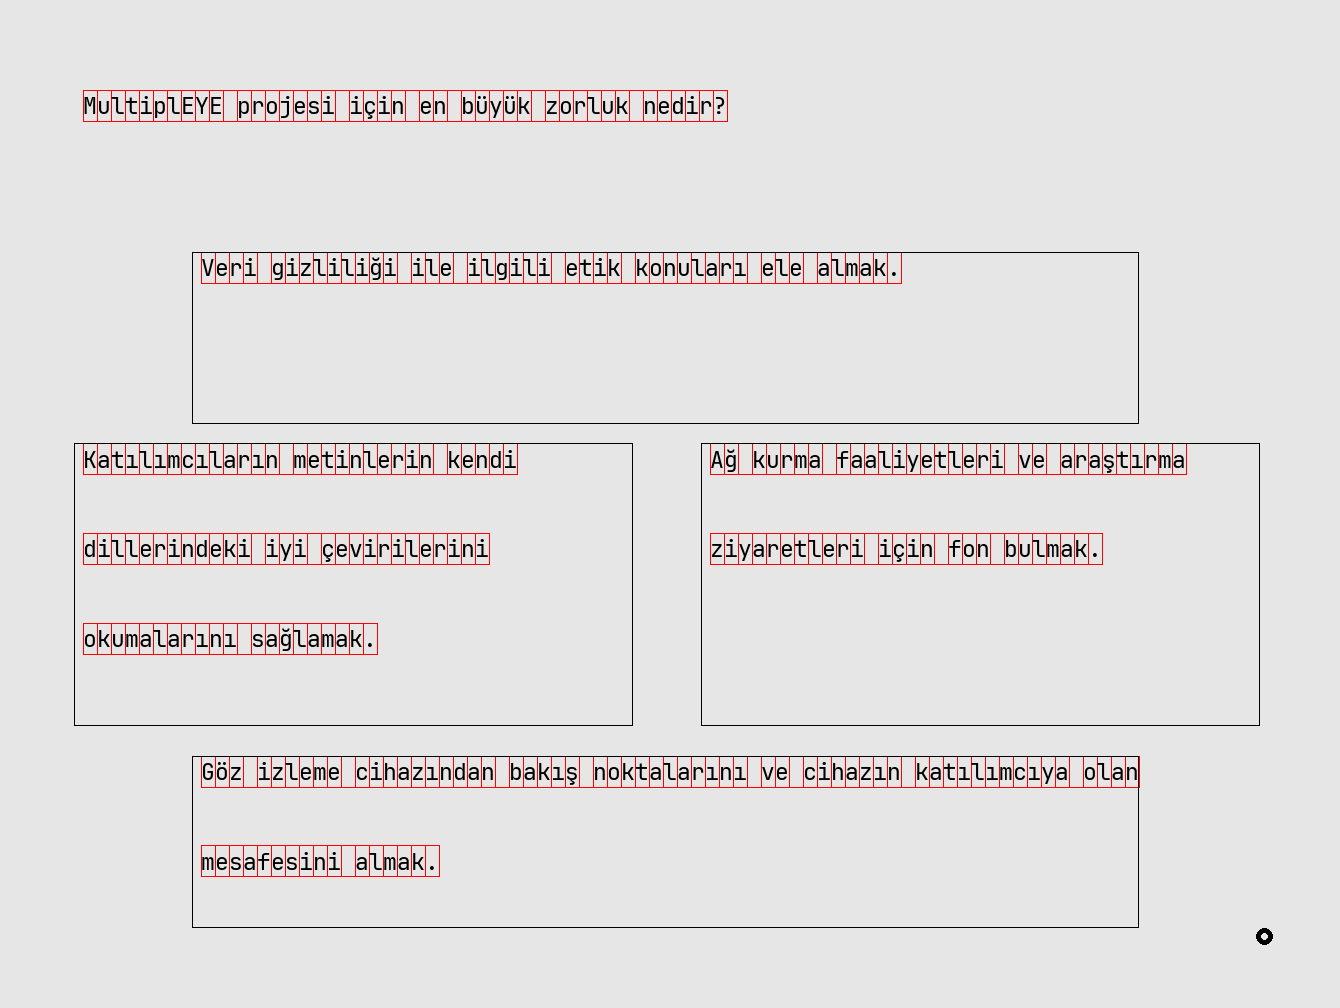 MultiplEYE projesi için en büyük zorluk nedir?
Veri gizliliği ile ilgili etik konuları ele almak.
Katılımcıların metinlerin kendi
dillerindeki iyi çevirilerini
okumalarını sağlamak.
Ağ kurma faaliyetleri ve araştırma
ziyaretleri için fon bulmak.
Göz izleme cihazından bakış noktalarını ve cihazın katılımcıya olan
mesafesini almak.